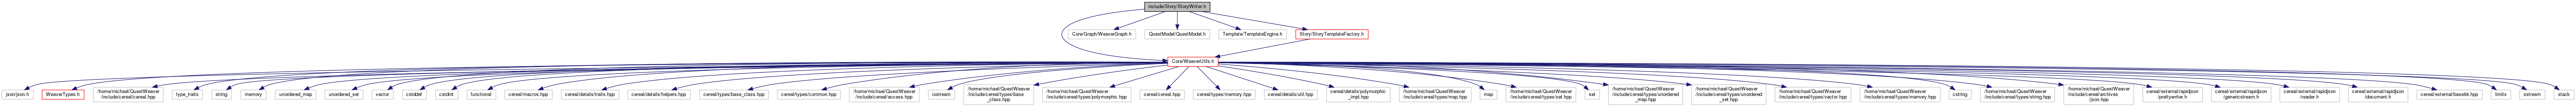 include/Story/StoryWriter.h
Core/Graph/WeaverGraph.h
QuestModel/QuestModel.h
Template/TemplateEngine.h
Story/StoryTemplateFactory.h
Core/WeaverUtils.h
json/json.h
WeaverTypes.h
/home/michael/QuestWeaver
/include/cereal/cereal.hpp
type_traits
string
memory
unordered_map
unordered_set
vector
cstddef
cstdint
functional
cereal/macros.hpp
cereal/details/traits.hpp
cereal/details/helpers.hpp
cereal/types/base_class.hpp
cereal/types/common.hpp
/home/michael/QuestWeaver
/include/cereal/access.hpp
iostream
/home/michael/QuestWeaver
/include/cereal/types/base
_class.hpp
/home/michael/QuestWeaver
/include/cereal/types/polymorphic.hpp
cereal/cereal.hpp
cereal/types/memory.hpp
cereal/details/util.hpp
cereal/details/polymorphic
_impl.hpp
/home/michael/QuestWeaver
/include/cereal/types/map.hpp
map
/home/michael/QuestWeaver
/include/cereal/types/set.hpp
set
/home/michael/QuestWeaver
/include/cereal/types/unordered
_map.hpp
/home/michael/QuestWeaver
/include/cereal/types/unordered
_set.hpp
/home/michael/QuestWeaver
/include/cereal/types/vector.hpp
/home/michael/QuestWeaver
/include/cereal/types/memory.hpp
cstring
/home/michael/QuestWeaver
/include/cereal/types/string.hpp
/home/michael/QuestWeaver
/include/cereal/archives
/json.hpp
cereal/external/rapidjson
/prettywriter.h
cereal/external/rapidjson
/genericstream.h
cereal/external/rapidjson
/reader.h
cereal/external/rapidjson
/document.h
cereal/external/base64.hpp
limits
sstream
stack